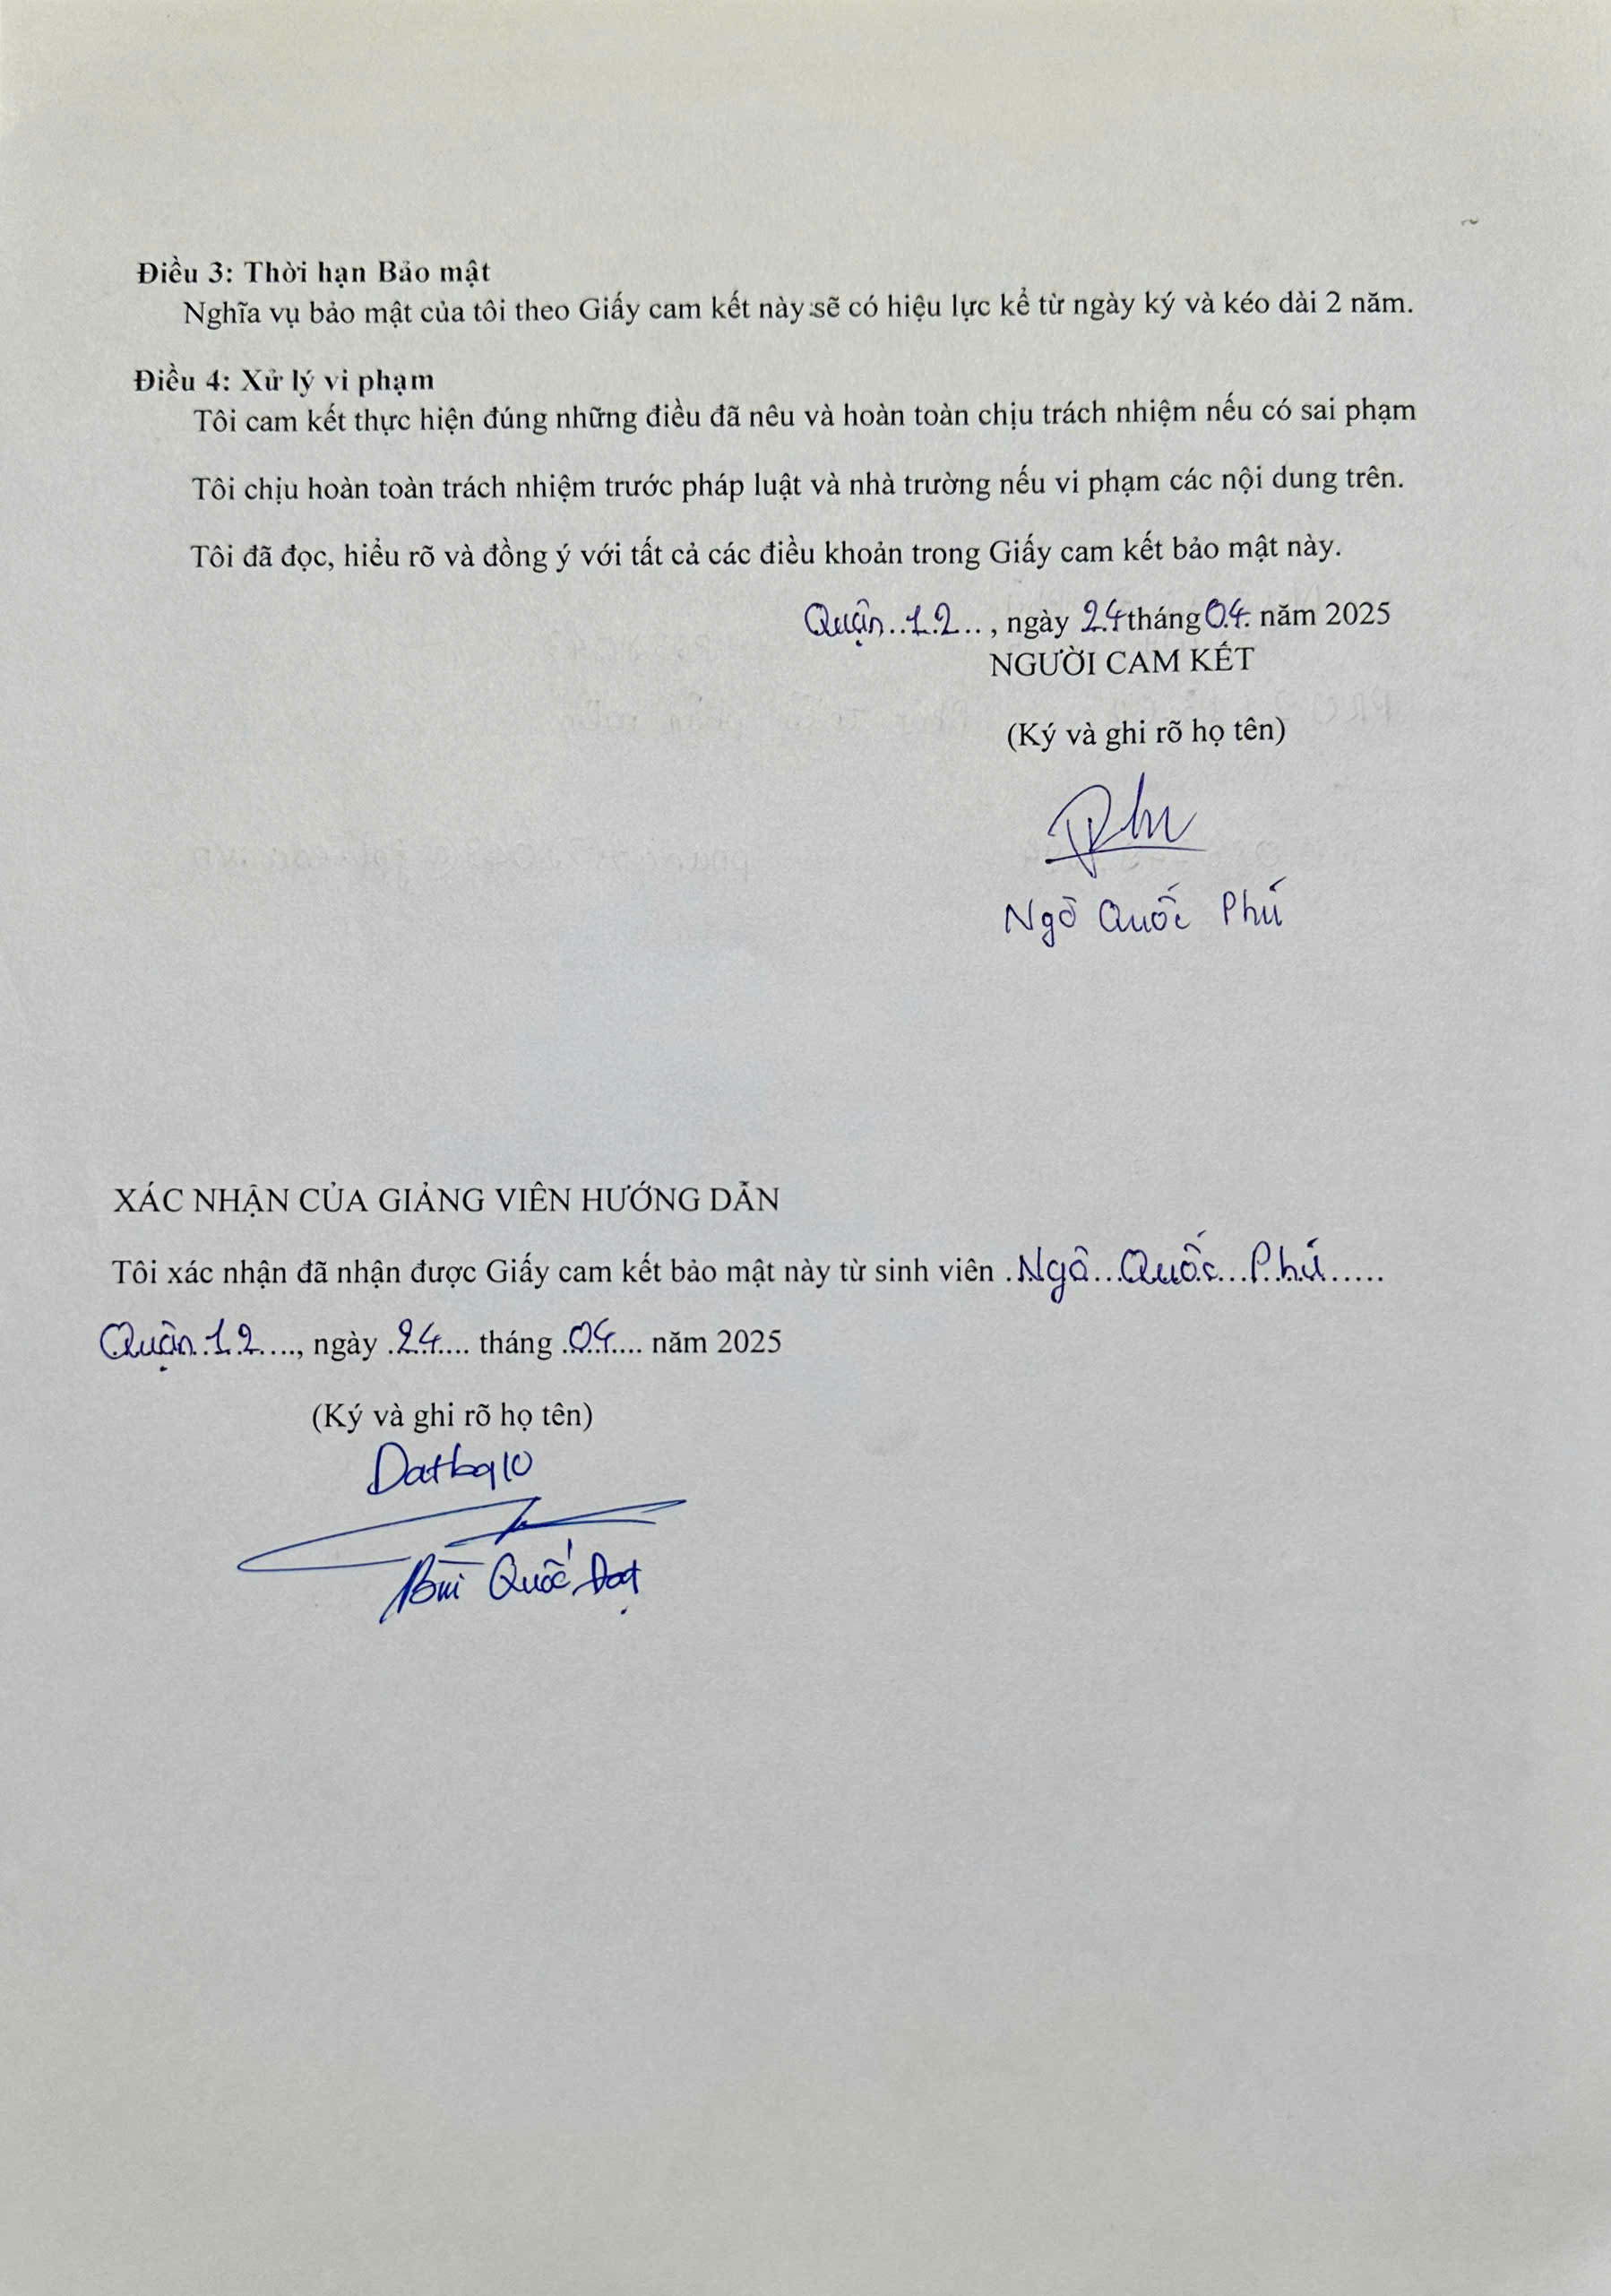 Điều 3: Thời hạn Bảo mật
Nghĩa vụ bảo mật của tôi theo Giấy cam kết này sẽ có hiệu lực kể từ ngày ký và kéo dài 2 năm.
Điều 4: Xử lý vi phạm
Tôi cam kết thực hiện đúng những điều đã nêu và hoàn toàn chịu trách nhiệm nếu có sai phạm
Tôi chịu hoàn toàn trách nhiệm trước pháp luật và nhà trường nếu vi phạm các nội dung trên.
Tôi đã đọc, hiểu rõ và đồng ý với tất cả các điều khoản trong Giấy cam kết bảo mật này.
Quận 12, ngày 24 tháng 04 năm 2025
NGƯỜI CAM KẾT
(Ký và ghi rõ họ tên)
Phu
Ngô Quốc Phú
XÁC NHẬN CỦA GIẢNG VIÊN HƯỚNG DẪN
Tôi xác nhận đã nhận được Giấy cam kết bảo mật này từ sinh viên Ngô Quốc Phú
Quận 12, ngày 24 tháng 04 năm 2025
(Ký và ghi rõ họ tên)
Datbq10
Bùi Quốc Đạt